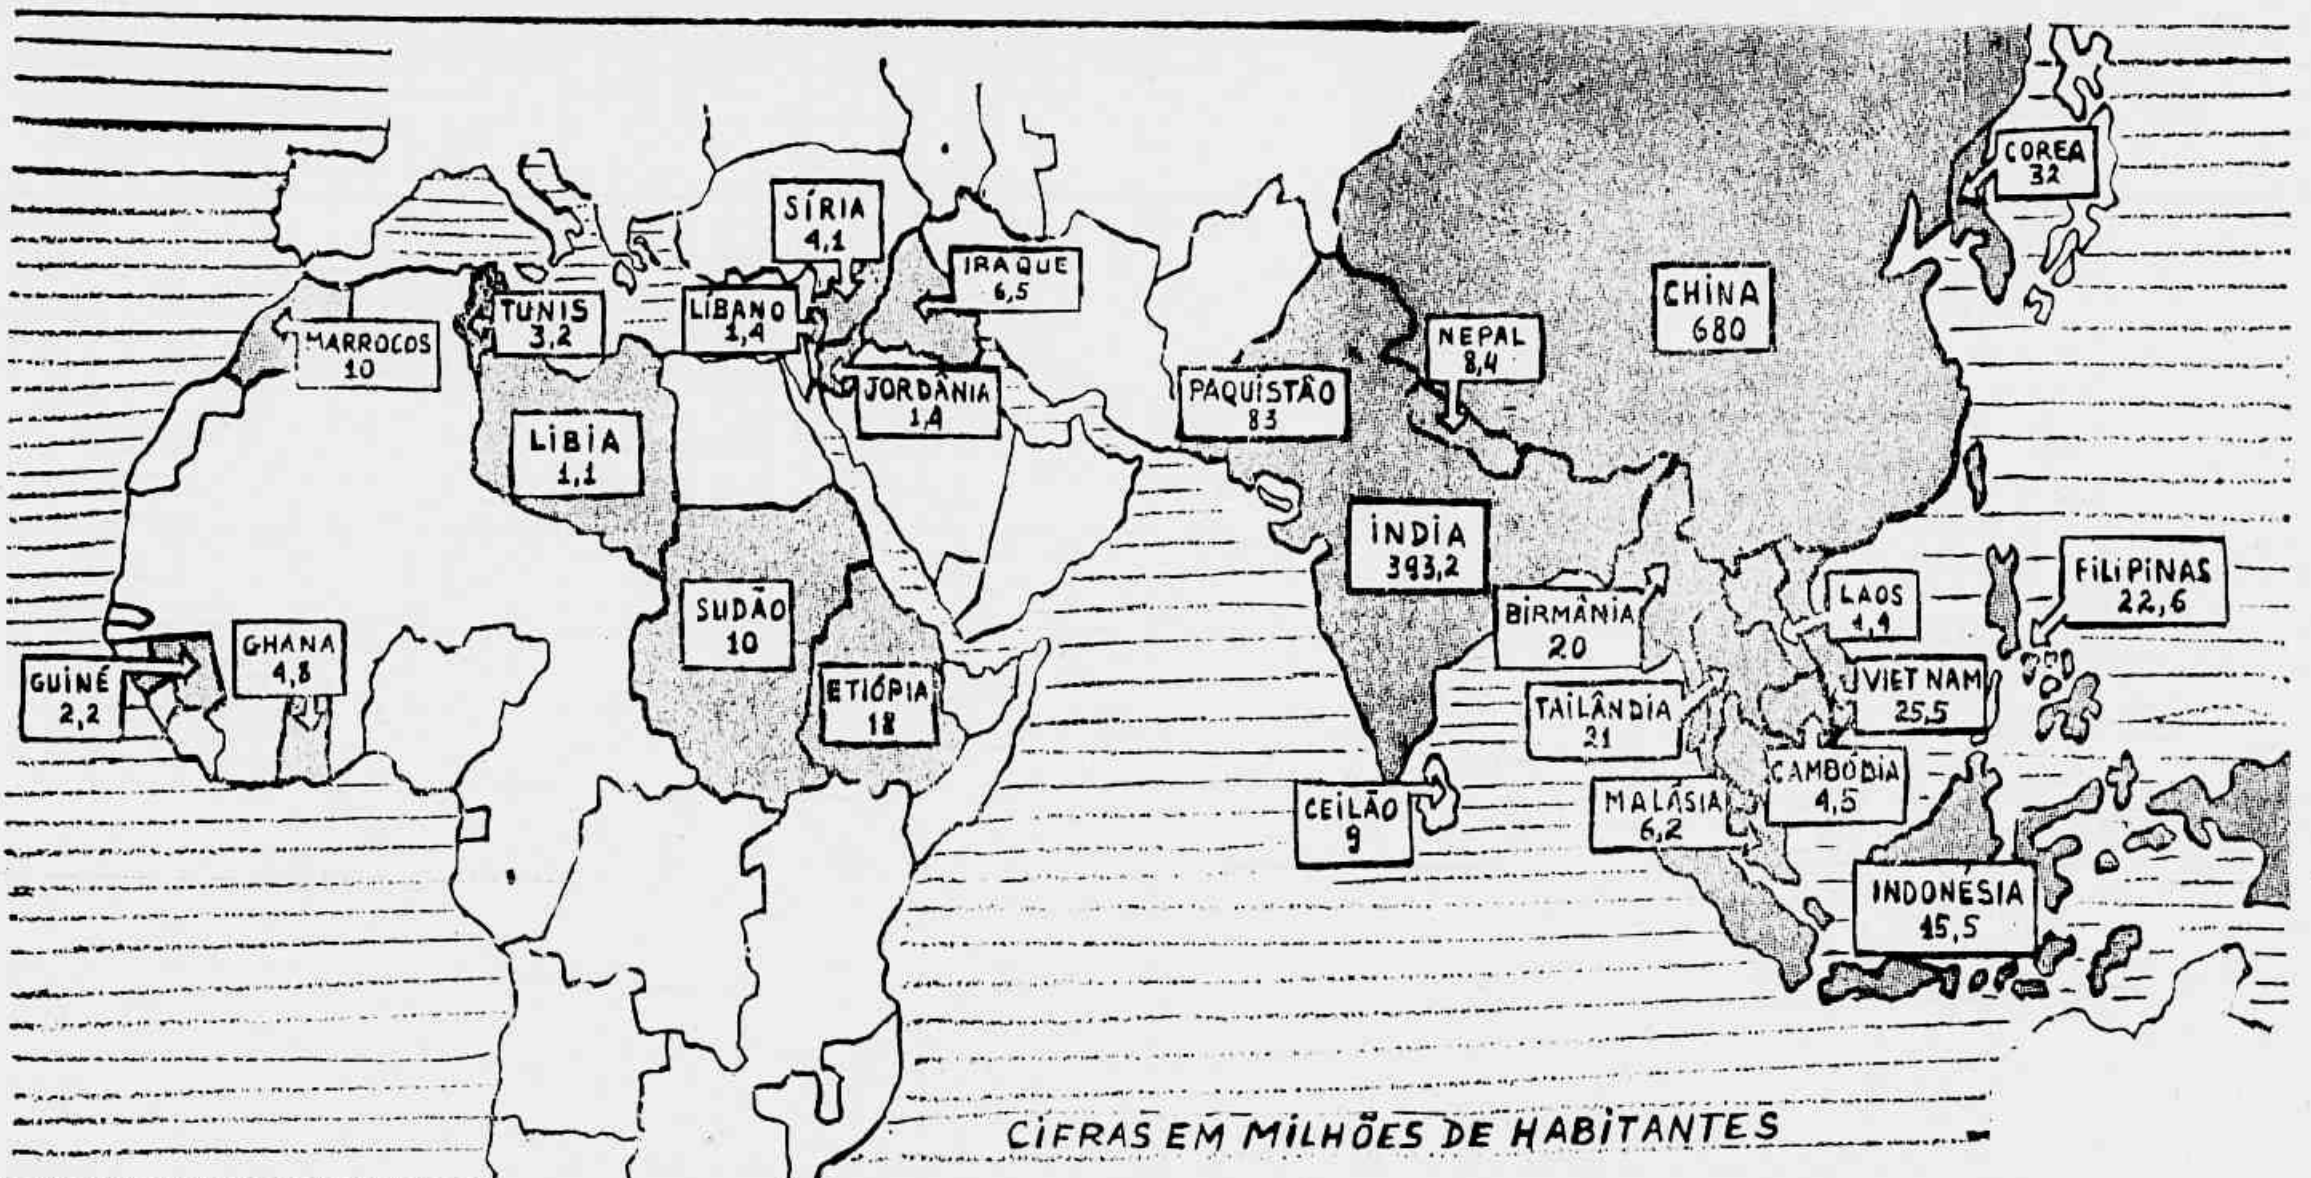 COREA
32
SÍRIA
4,1
IRAQUE
6,5
CHINA
680
TUNIS
3,2
LÍBANO
1,4
MARROCOS
10
NEPAL
8,4
JORDÂNIA
1,4
PAQUISTÃO
83
LIBIA
1,1
ÍNDIA
393,2
FILIPINAS
22,6
SUDÃO
10
BIRMÂNIA
20
LAOS
GHANA
4,8
GUINÉ
2,2
ETIÓPIA
18
VIET NAM
25,5
TAILÂNDIA
21
CAMBÓDIA
4,5
CEILÃO
9
MALÁSIA
6,2
INDONÉSIA
15,5
CIFRAS EM MILHÕES DE HABITANTES